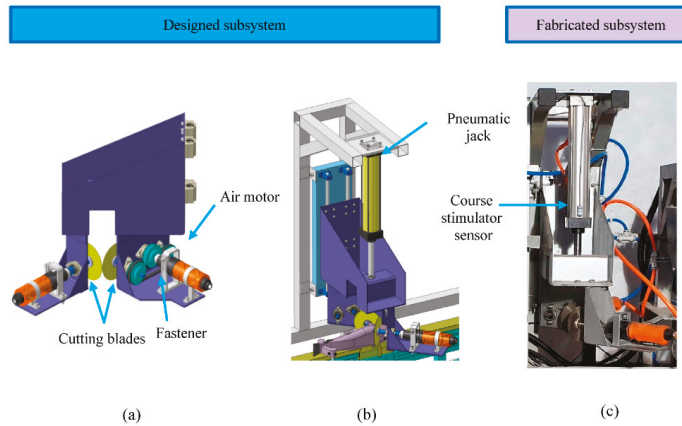 Designed subsystem
Fabricated subsystem
Pneumatic
jack
Air motor
Course
stimulator
sensor
Cutting blades
Fastener
(a)
(b)
(c)